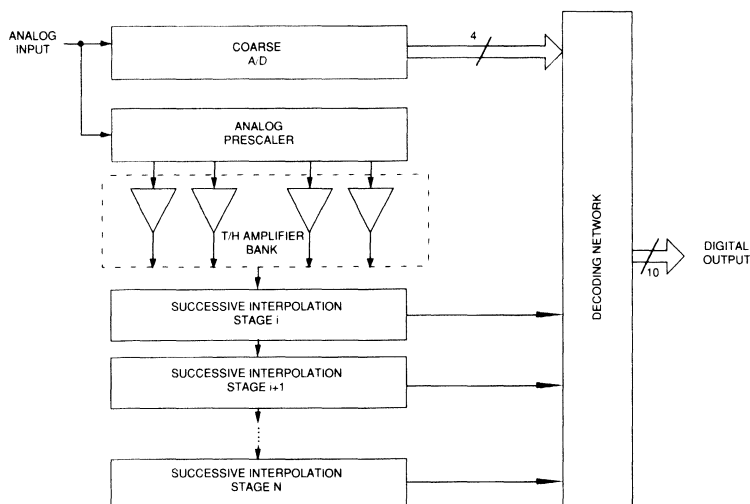 ANALOG
INPUT
COARSE
A/D
4
ANALOG
PRESCALER
T/H AMPLIFIER
BANK
SUCCESSIVE INTERPOLATION
STAGE i
SUCCESSIVE INTERPOLATION
STAGE i+1
SUCCESSIVE INTERPOLATION
STAGE N
DECODING NETWORK
10
DIGITAL
OUTPUT